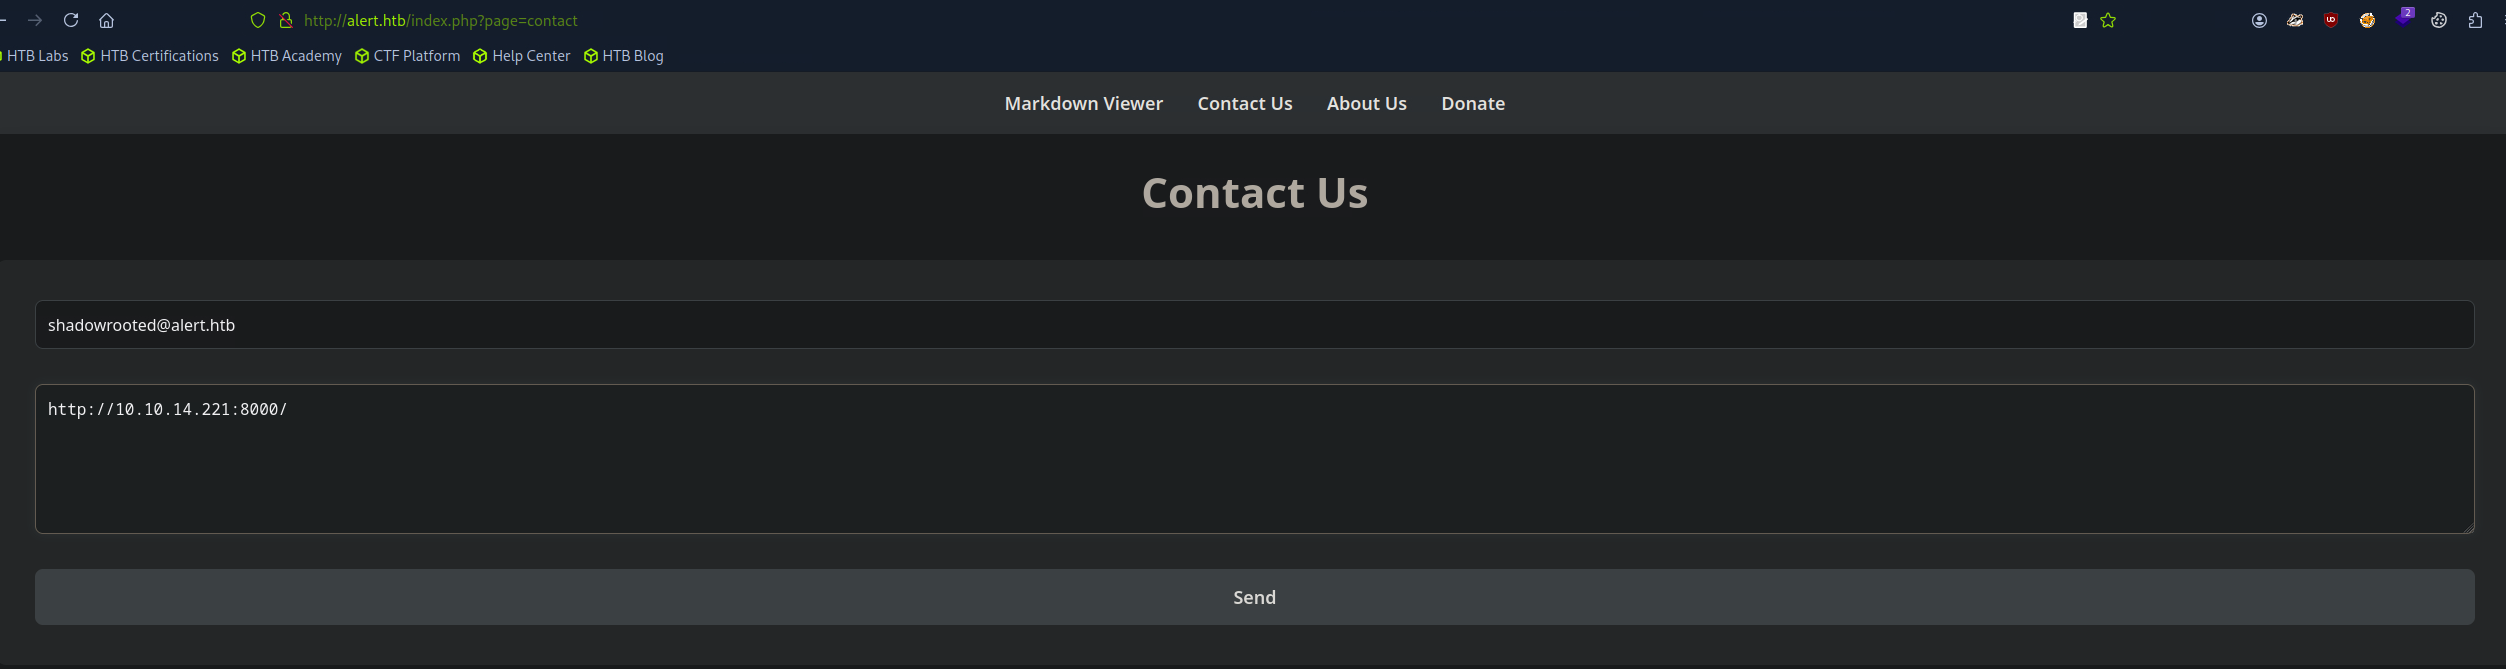 http://alert.htb/index.php?page=contact
2
HTB Labs HTB Certifications HTB Academy CTF Platform Help Center HTB Blog
Markdown Viewer Contact Us About Us Donate
Contact Us
shadowrooted@alert.htb
http://10.10.14.221:8000/
Send